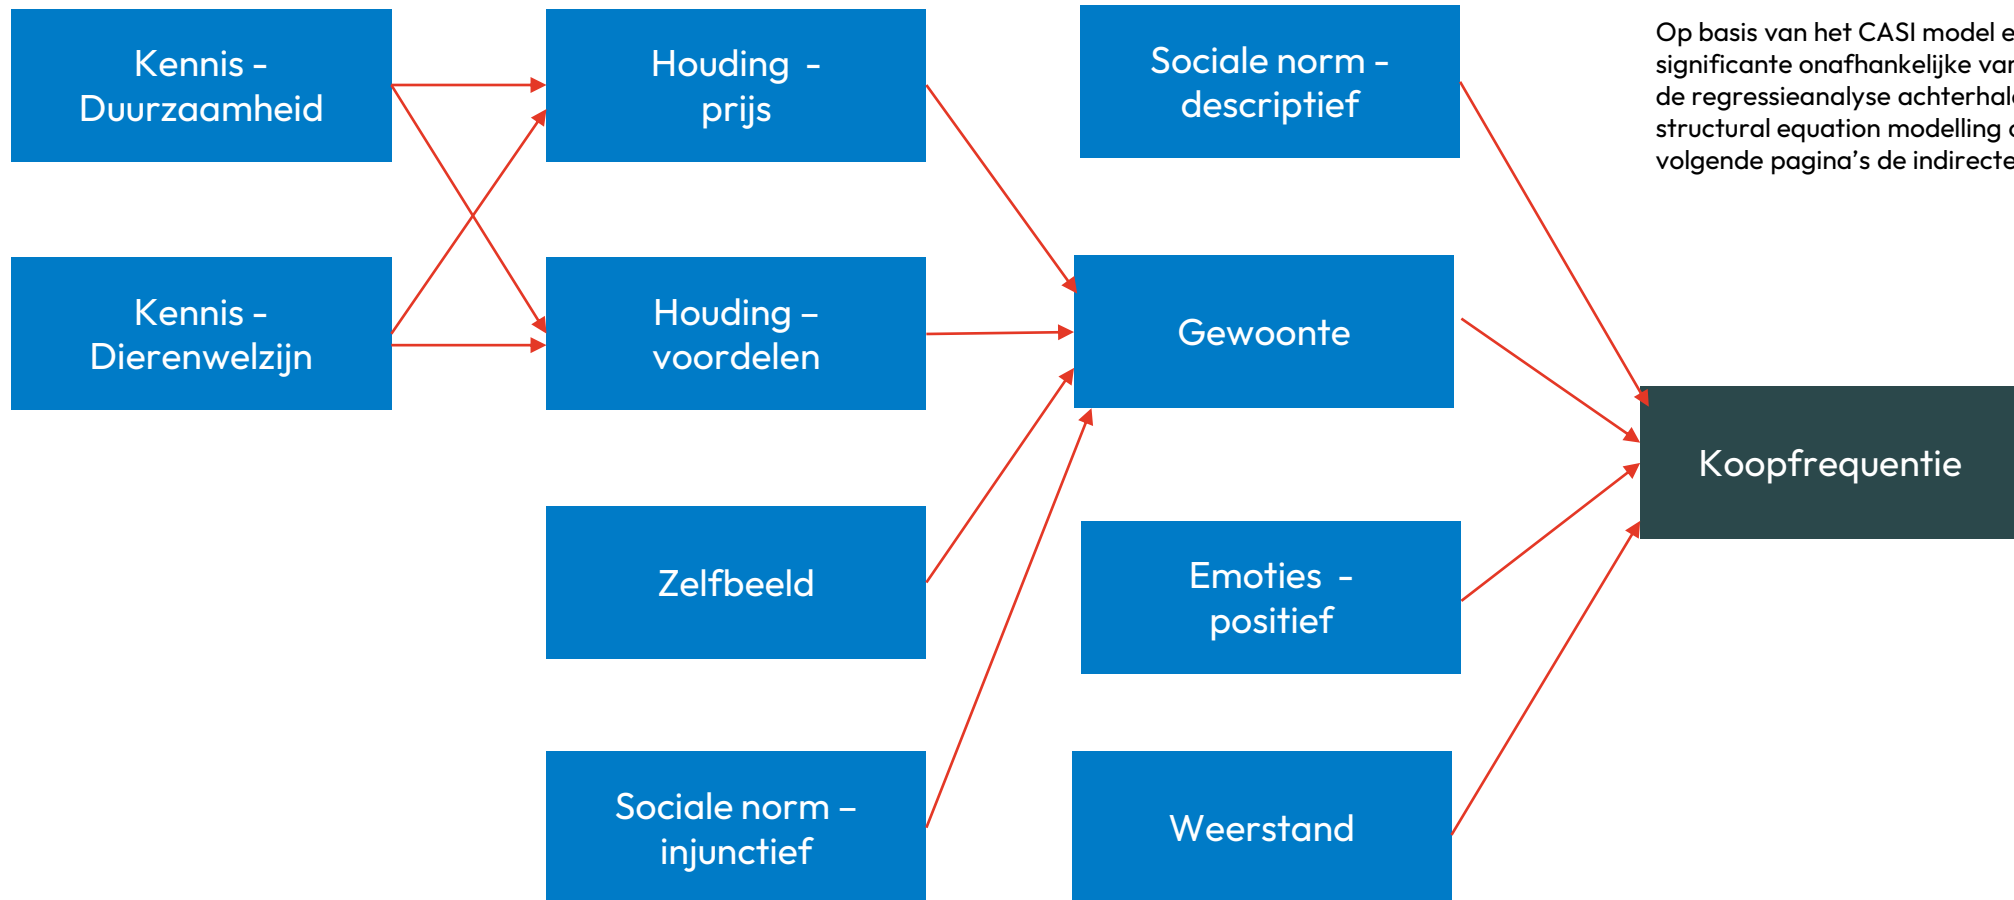 Kennis -
Duurzaamheid
Houding -
prijs
Sociale norm -
descriptief
Op basis van het CASI model e
significante onafhankelijke var
de regressieanalyse achterhal
structural equation modelling
volgende pagina's de indirecte
Kennis -
Dierenwelzijn
Houding –
voordelen
Gewoonte
Koopfrequentie
Zelfbeeld
Emoties -
positief
Sociale norm –
injunctief
Weerstand